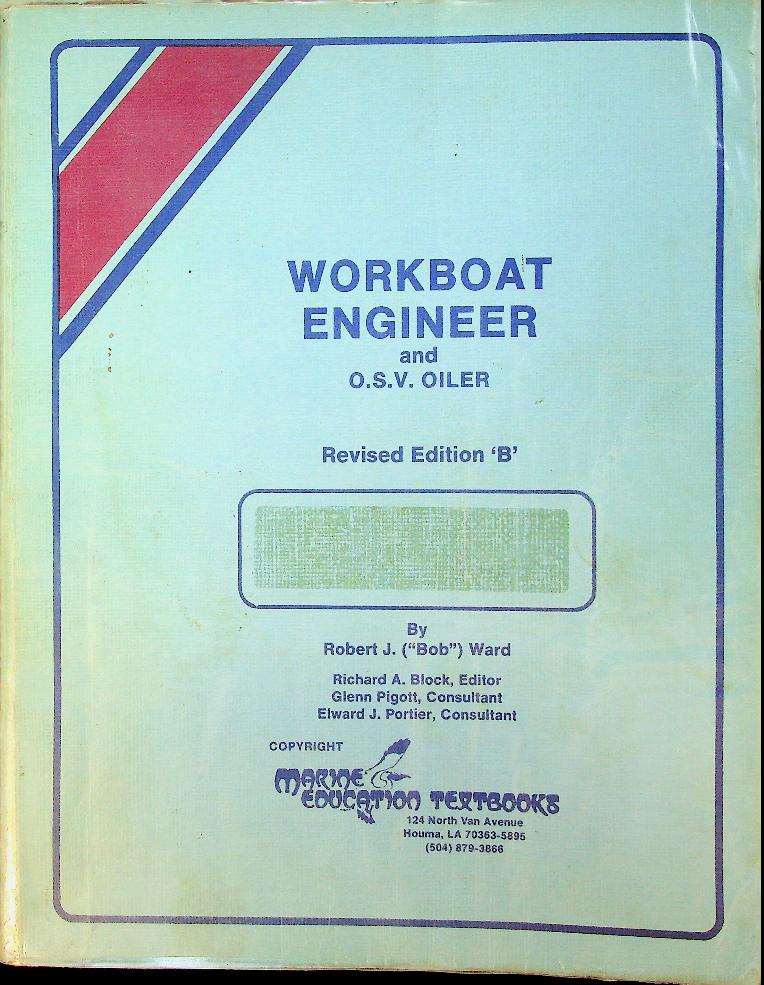 WORKBOAT
ENGINEER
and
O.S.V. OILER
Revised Edition ‘B’
By
Robert J. (“Bob”) Ward
Richard A. Block, Editor
Glenn Pigott, Consultant
Elward J. Portier, Consultant
COPYRIGHT
MARINE
EDUCATION TEXTBOOKS
124 North Van Avenue
Houma, LA 70363-5895
(504) 879-3866